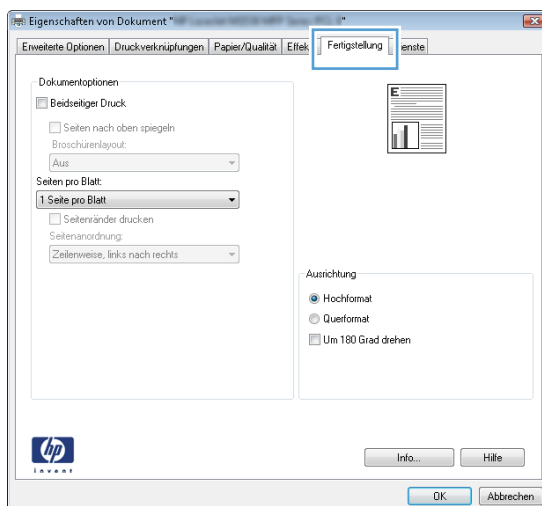 Eigenschaften von Dokument "
Erweiterte Optionen Druckverknüpfungen Papier/Qualität Effek Fertigstellung enste
Dokumentoptionen
Beidseitiger Druck
Seiten nach oben spiegeln
Broschürenlayout:
Aus
Seiten pro Blatt:
1 Seite pro Blatt
Seitenränder drucken
Seitenanordnung:
Zeilenweise, links nach rechts
E
Ausrichtung
Hochformat
Querformat
Um 180 Grad drehen
hp
invent
Info... Hilfe
OK Abbrechen